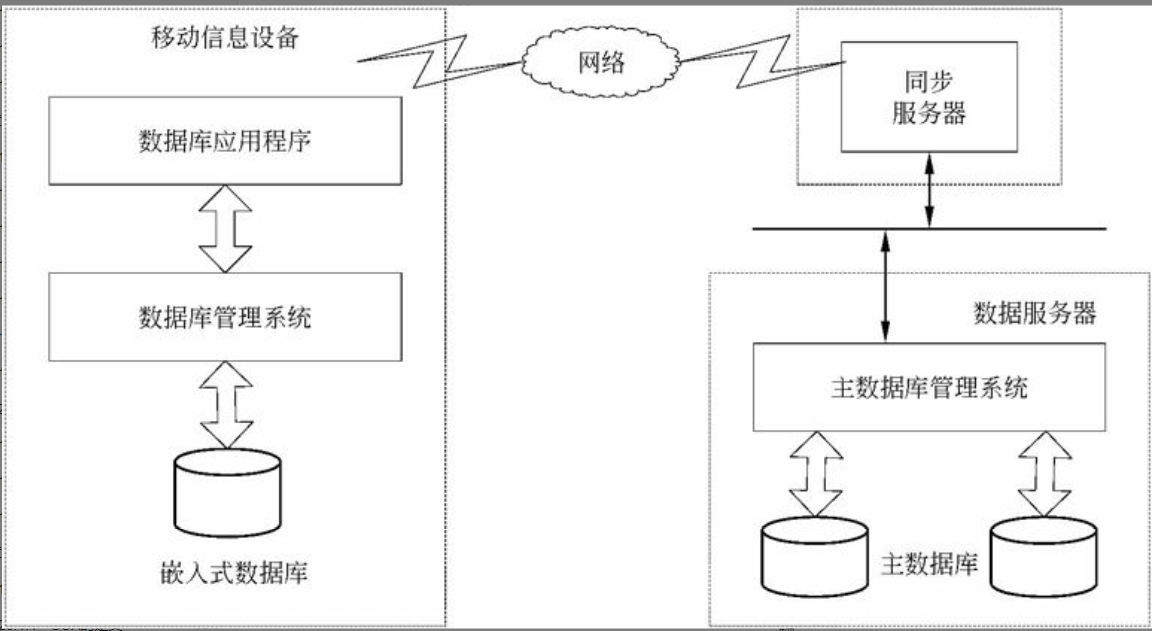 移动信息设备
网络
同步
服务器
数据库应用程序
数据库管理系统
嵌入式数据库
数据服务器
主数据库管理系统
主数据库